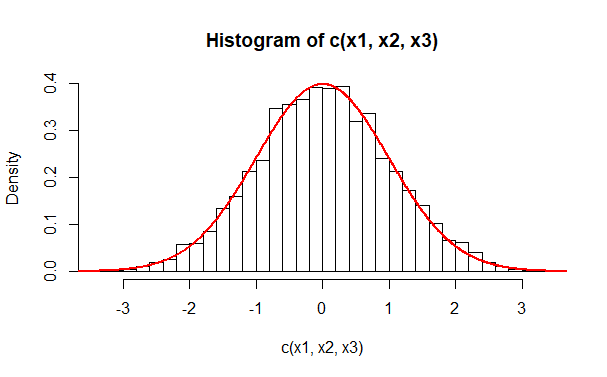 Histogram of c(x1, x2, x3)
Density
0.4
0.3
0.2
0.1
0.0
-3 -2 -1 0 1 2 3
c(x1, x2, x3)